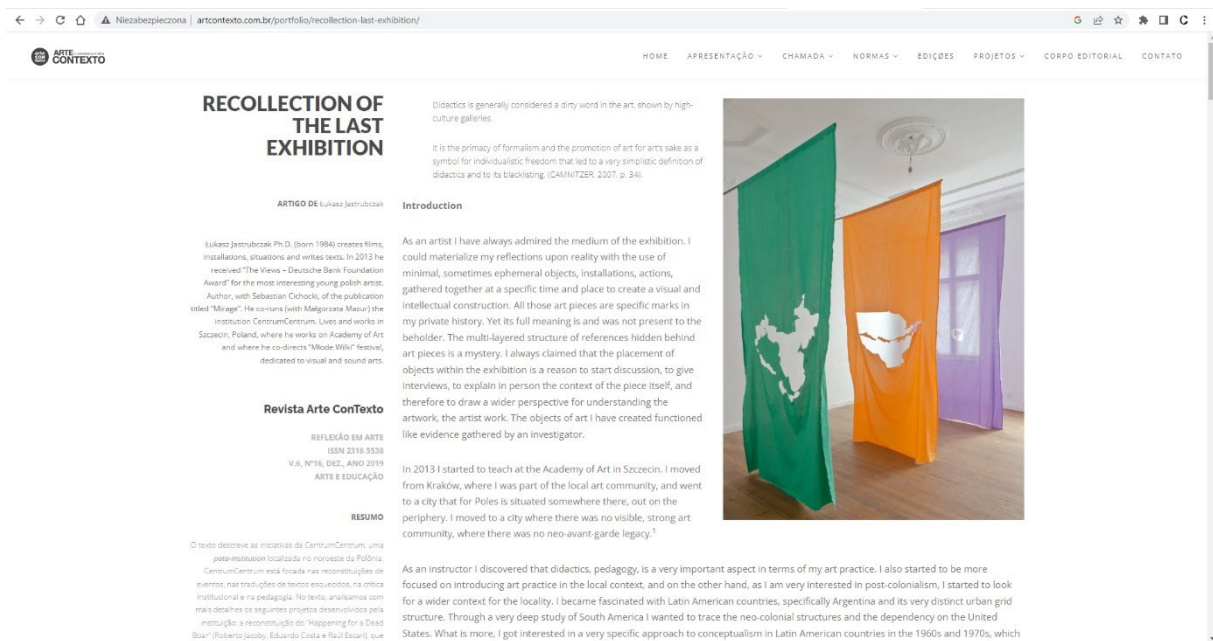 Niezabezpieczona | artcontexto.com.br/portfolio/recollection-last-exhibition/
ARTE
CONTEXTO
HOME APRESENTAÇÃO CHAMADA NORMAS EDIÇÕES PROJETOS CORPO EDITORIAL CONTATO
RECOLLECTION OF
THE LAST
EXHIBITION
ARTIGO DE Łukasz Jastrubczak
Łukasz Jastrubczak Ph.D. (born 1984) creates films,
installations, situations and writes texts. In 2013 he
received "The Views – Deutsche Bank Foundation
Award" for the most interesting young polish artist.
Author, with Sebastian Cichocki, of the publication
titled "Mirage". He co-runs (with Małgorzata Mazur) the
institution CentrumCentrum. Lives and works in
Szczecin, Poland, where he works on Academy of Art
and where he co-directs "Młode Wilki" festival,
dedicated to visual and sound arts.
Revista Arte ConTexto
REFLEXÃO EM ARTE
ISSN 2318-5538
V.6, Nº16, DEZ., ANO 2019
ARTE E EDUCAÇÃO
RESUMO
O texto descreve as iniciativas da CentrumCentrum, uma
pata-institution localizada no noroeste da Polônia.
CentrumCentrum está focada nas reconstituições de
eventos, nas traduções de textos esquecidos, na crítica
institucional e na pedagogia. No texto, analisamos com
mais detalhes os seguintes projetos desenvolvidos pela
instituição: a reconstituição do "Happening for a Dead
Boar" (Roberto Jacoby, Eduardo Costa e Raúl Escari), que
Didactics is generally considered a dirty word in the art. shown by high-
culture galleries.
It is the primacy of formalism and the promotion of art for art's sake as a
symbol for individualistic freedom that led to a very simplistic definition of
didactics and to its blacklisting. (CAMNITZER, 2007, p. 34).
Introduction
As an artist I have always admired the medium of the exhibition. I
could materialize my reflections upon reality with the use of
minimal, sometimes ephemeral objects, installations, actions,
gathered together at a specific time and place to create a visual and
intellectual construction. All those art pieces are specific marks in
my private history. Yet its full meaning is and was not present to the
beholder. The multi-layered structure of references hidden behind
art pieces is a mystery. I always claimed that the placement of
objects within the exhibition is a reason to start discussion, to give
interviews, to explain in person the context of the piece itself, and
therefore to draw a wider perspective for understanding the
artwork, the artist work. The objects of art I have created functioned
like evidence gathered by an investigator.
In 2013 I started to teach at the Academy of Art in Szczecin. I moved
from Kraków, where I was part of the local art community, and went
to a city that for Poles is situated somewhere there, out on the
periphery. I moved to a city where there was no visible, strong art
community, where there was no neo-avant-garde legacy.1
As an instructor I discovered that didactics, pedagogy, is a very important aspect in terms of my art practice. I also started to be more
focused on introducing art practice in the local context, and on the other hand, as I am very interested in post-colonialism, I started to look
for a wider context for the locality. I became fascinated with Latin American countries, specifically Argentina and its very distinct urban grid
structure. Through a very deep study of South America I wanted to trace the neo-colonial structures and the dependency on the United
States. What is more, I got interested in a very specific approach to conceptualism in Latin American countries in the 1960s and 1970s, which